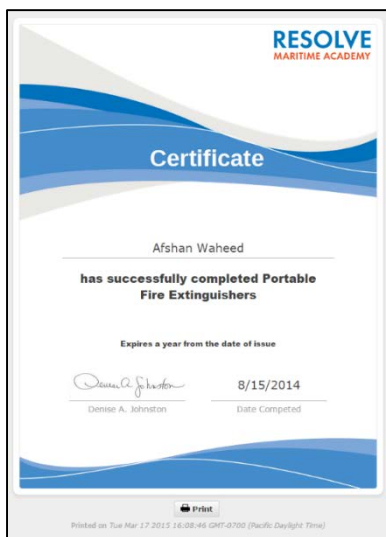 RESOLVE
MARITIME ACADEMY
Certificate
Afshan Waheed
has successfully completed Portable
Fire Extinguishers
Expires a year from the date of issue
Denise A. Johnston
8/15/2014
Denise A. Johnston
Date Competed
Print
Printed on Tue Mar 17 2015 16:08:46 GMT-0700 (Pacific Daylight Time)